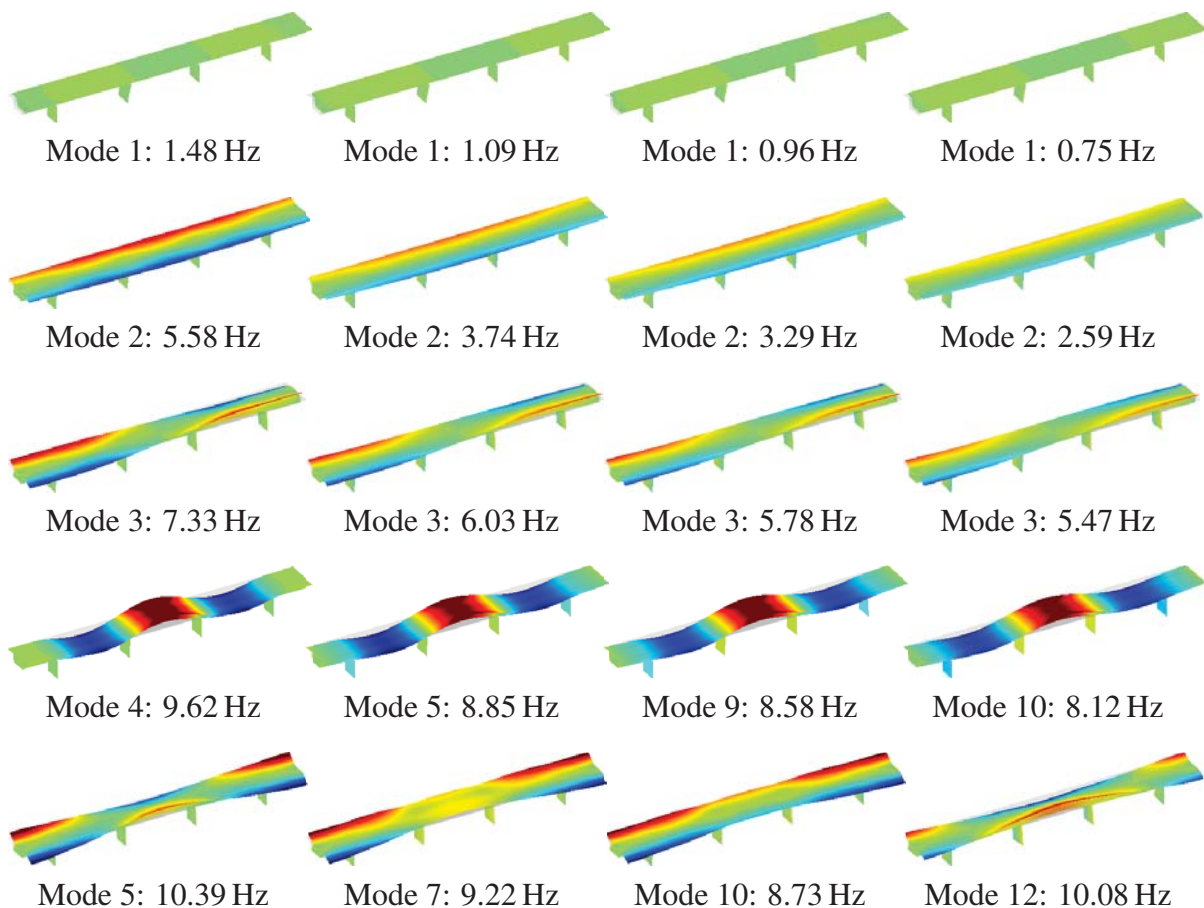 Mode 1: 1.48 Hz
Mode 1: 1.09 Hz
Mode 1: 0.96 Hz
Mode 1: 0.75 Hz
Mode 2: 5.58 Hz
Mode 2: 3.74 Hz
Mode 2: 3.29 Hz
Mode 2: 2.59 Hz
Mode 3: 7.33 Hz
Mode 3: 6.03 Hz
Mode 3: 5.78 Hz
Mode 3: 5.47 Hz
Mode 4: 9.62 Hz
Mode 5: 8.85 Hz
Mode 9: 8.58 Hz
Mode 10: 8.12 Hz
Mode 5: 10.39 Hz
Mode 7: 9.22 Hz
Mode 10: 8.73 Hz
Mode 12: 10.08 Hz